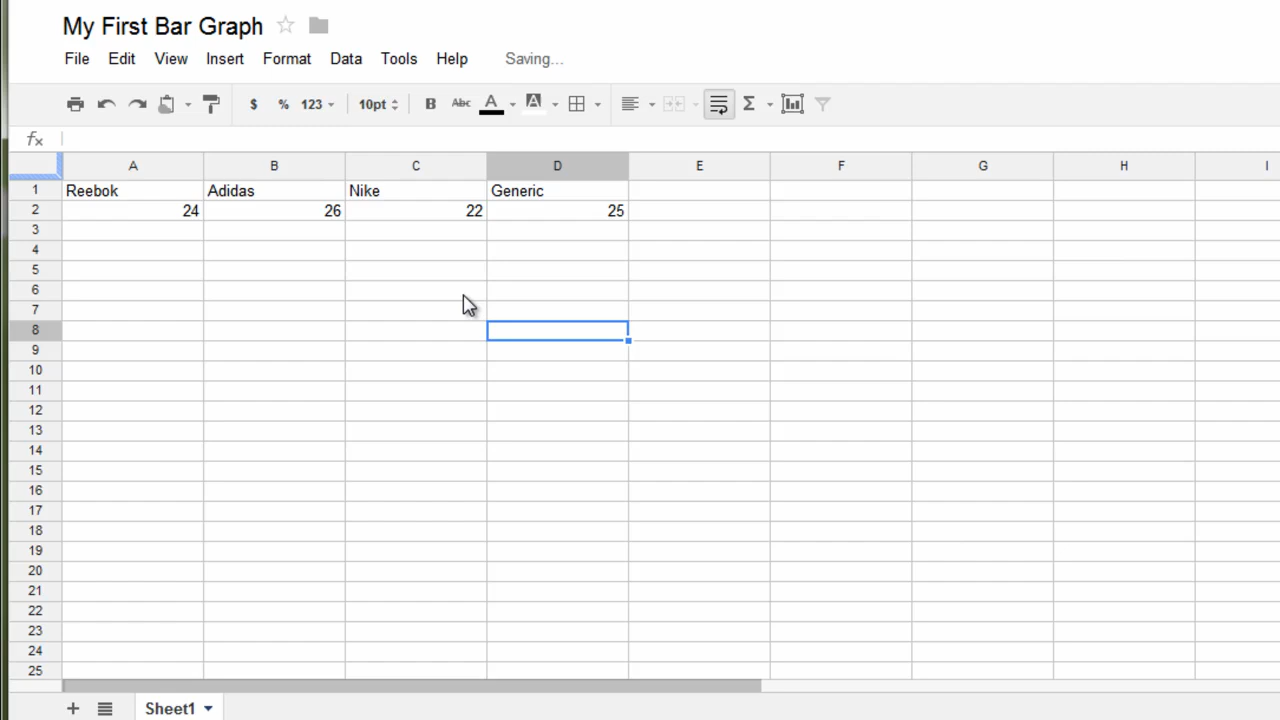 My First Bar Graph
File Edit View Insert Format Data Tools Help Saving...
$ % 123 10pt B Abc A A Σ
fx
A B C D E F G H I
1 Reebok Adidas Nike Generic
2 24 26 22 25
3
4
5
6
7
8
9
10
11
12
13
14
15
16
17
18
19
20
21
22
23
24
25
+ Sheet1